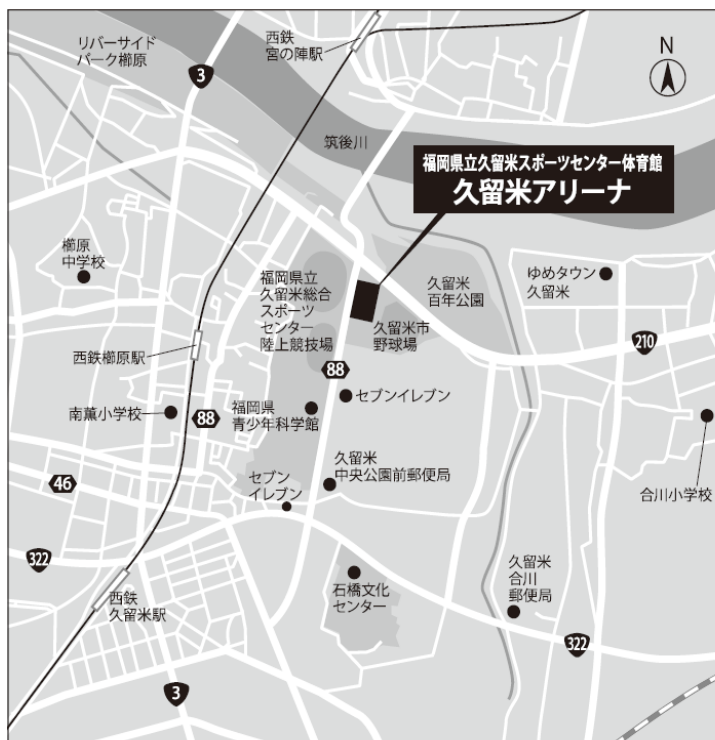 リバーサイド
パーク櫛原
西鉄
宮の陣駅
N
3
筑後川
福岡県立久留米スポーツセンター体育館
久留米アリーナ
櫛原
中学校
福岡県立
久留米総合
スポーツ
センター
陸上競技場
久留米
百年公園
ゆめタウン
久留米
久留米市
野球場
210
西鉄櫛原駅
88
セブンイレブン
南薫小学校
88
福岡県
青少年科学館
46
久留米
中央公園前郵便局
セブン
イレブン
合川小学校
322
西鉄
久留米駅
石橋文化
センター
久留米
合川
郵便局
322
3